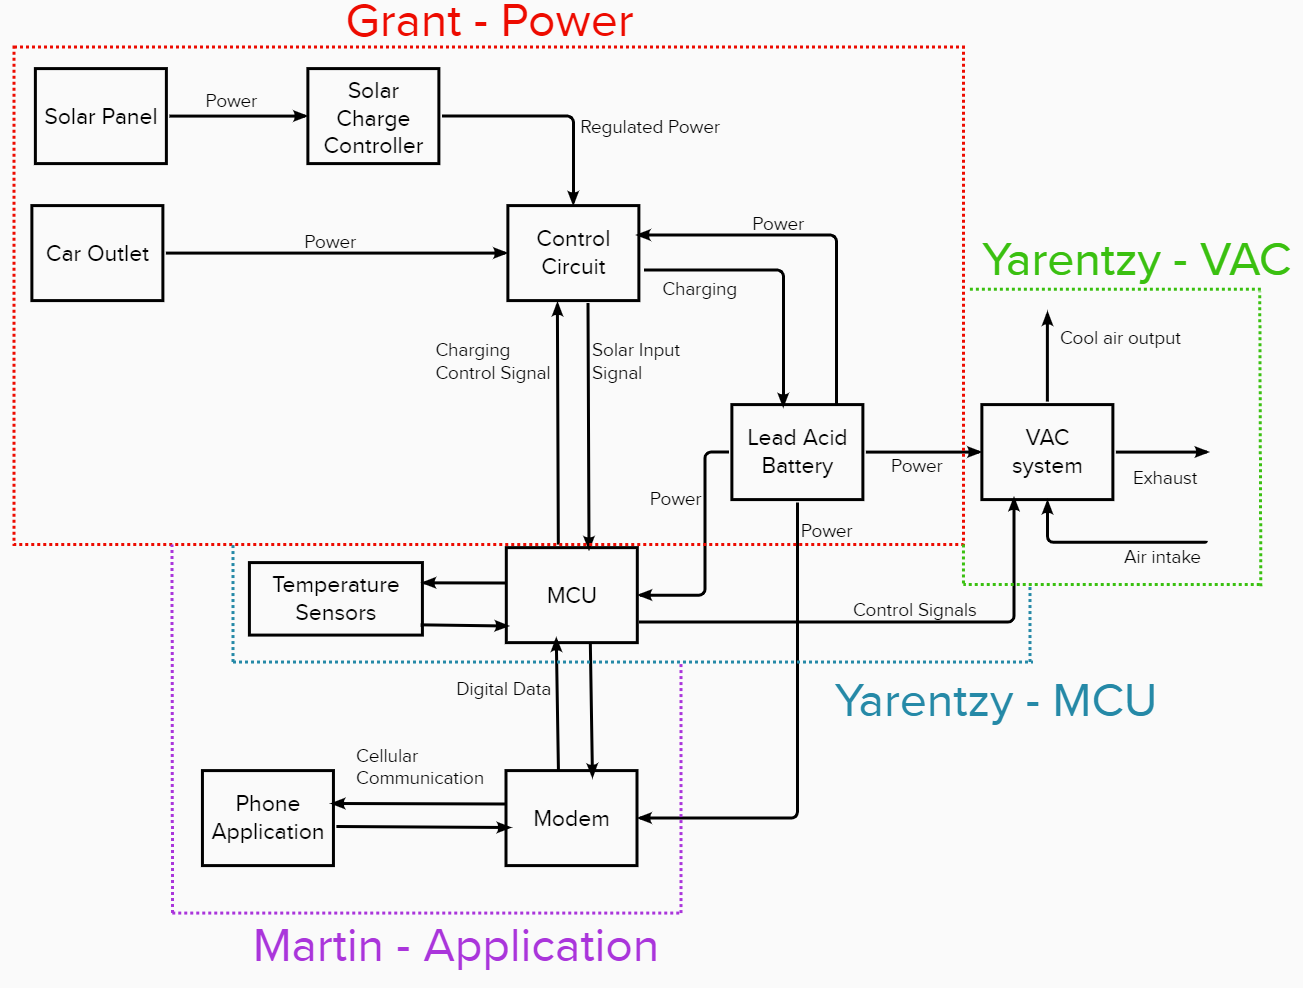 Grant - Power
Solar Panel
Power
Solar
Charge
Controller
Regulated Power
Car Outlet
Power
Control
Circuit
Power
Charging
Yarentzy - VAC
Charging
Control Signal
Solar Input
Signal
Cool air output
Lead Acid
Battery
Power
VAC
system
Exhaust
Power
Power
Air intake
Temperature
Sensors
MCU
Control Signals
Digital Data
Yarentzy - MCU
Cellular
Communication
Phone
Application
Modem
Martin - Application